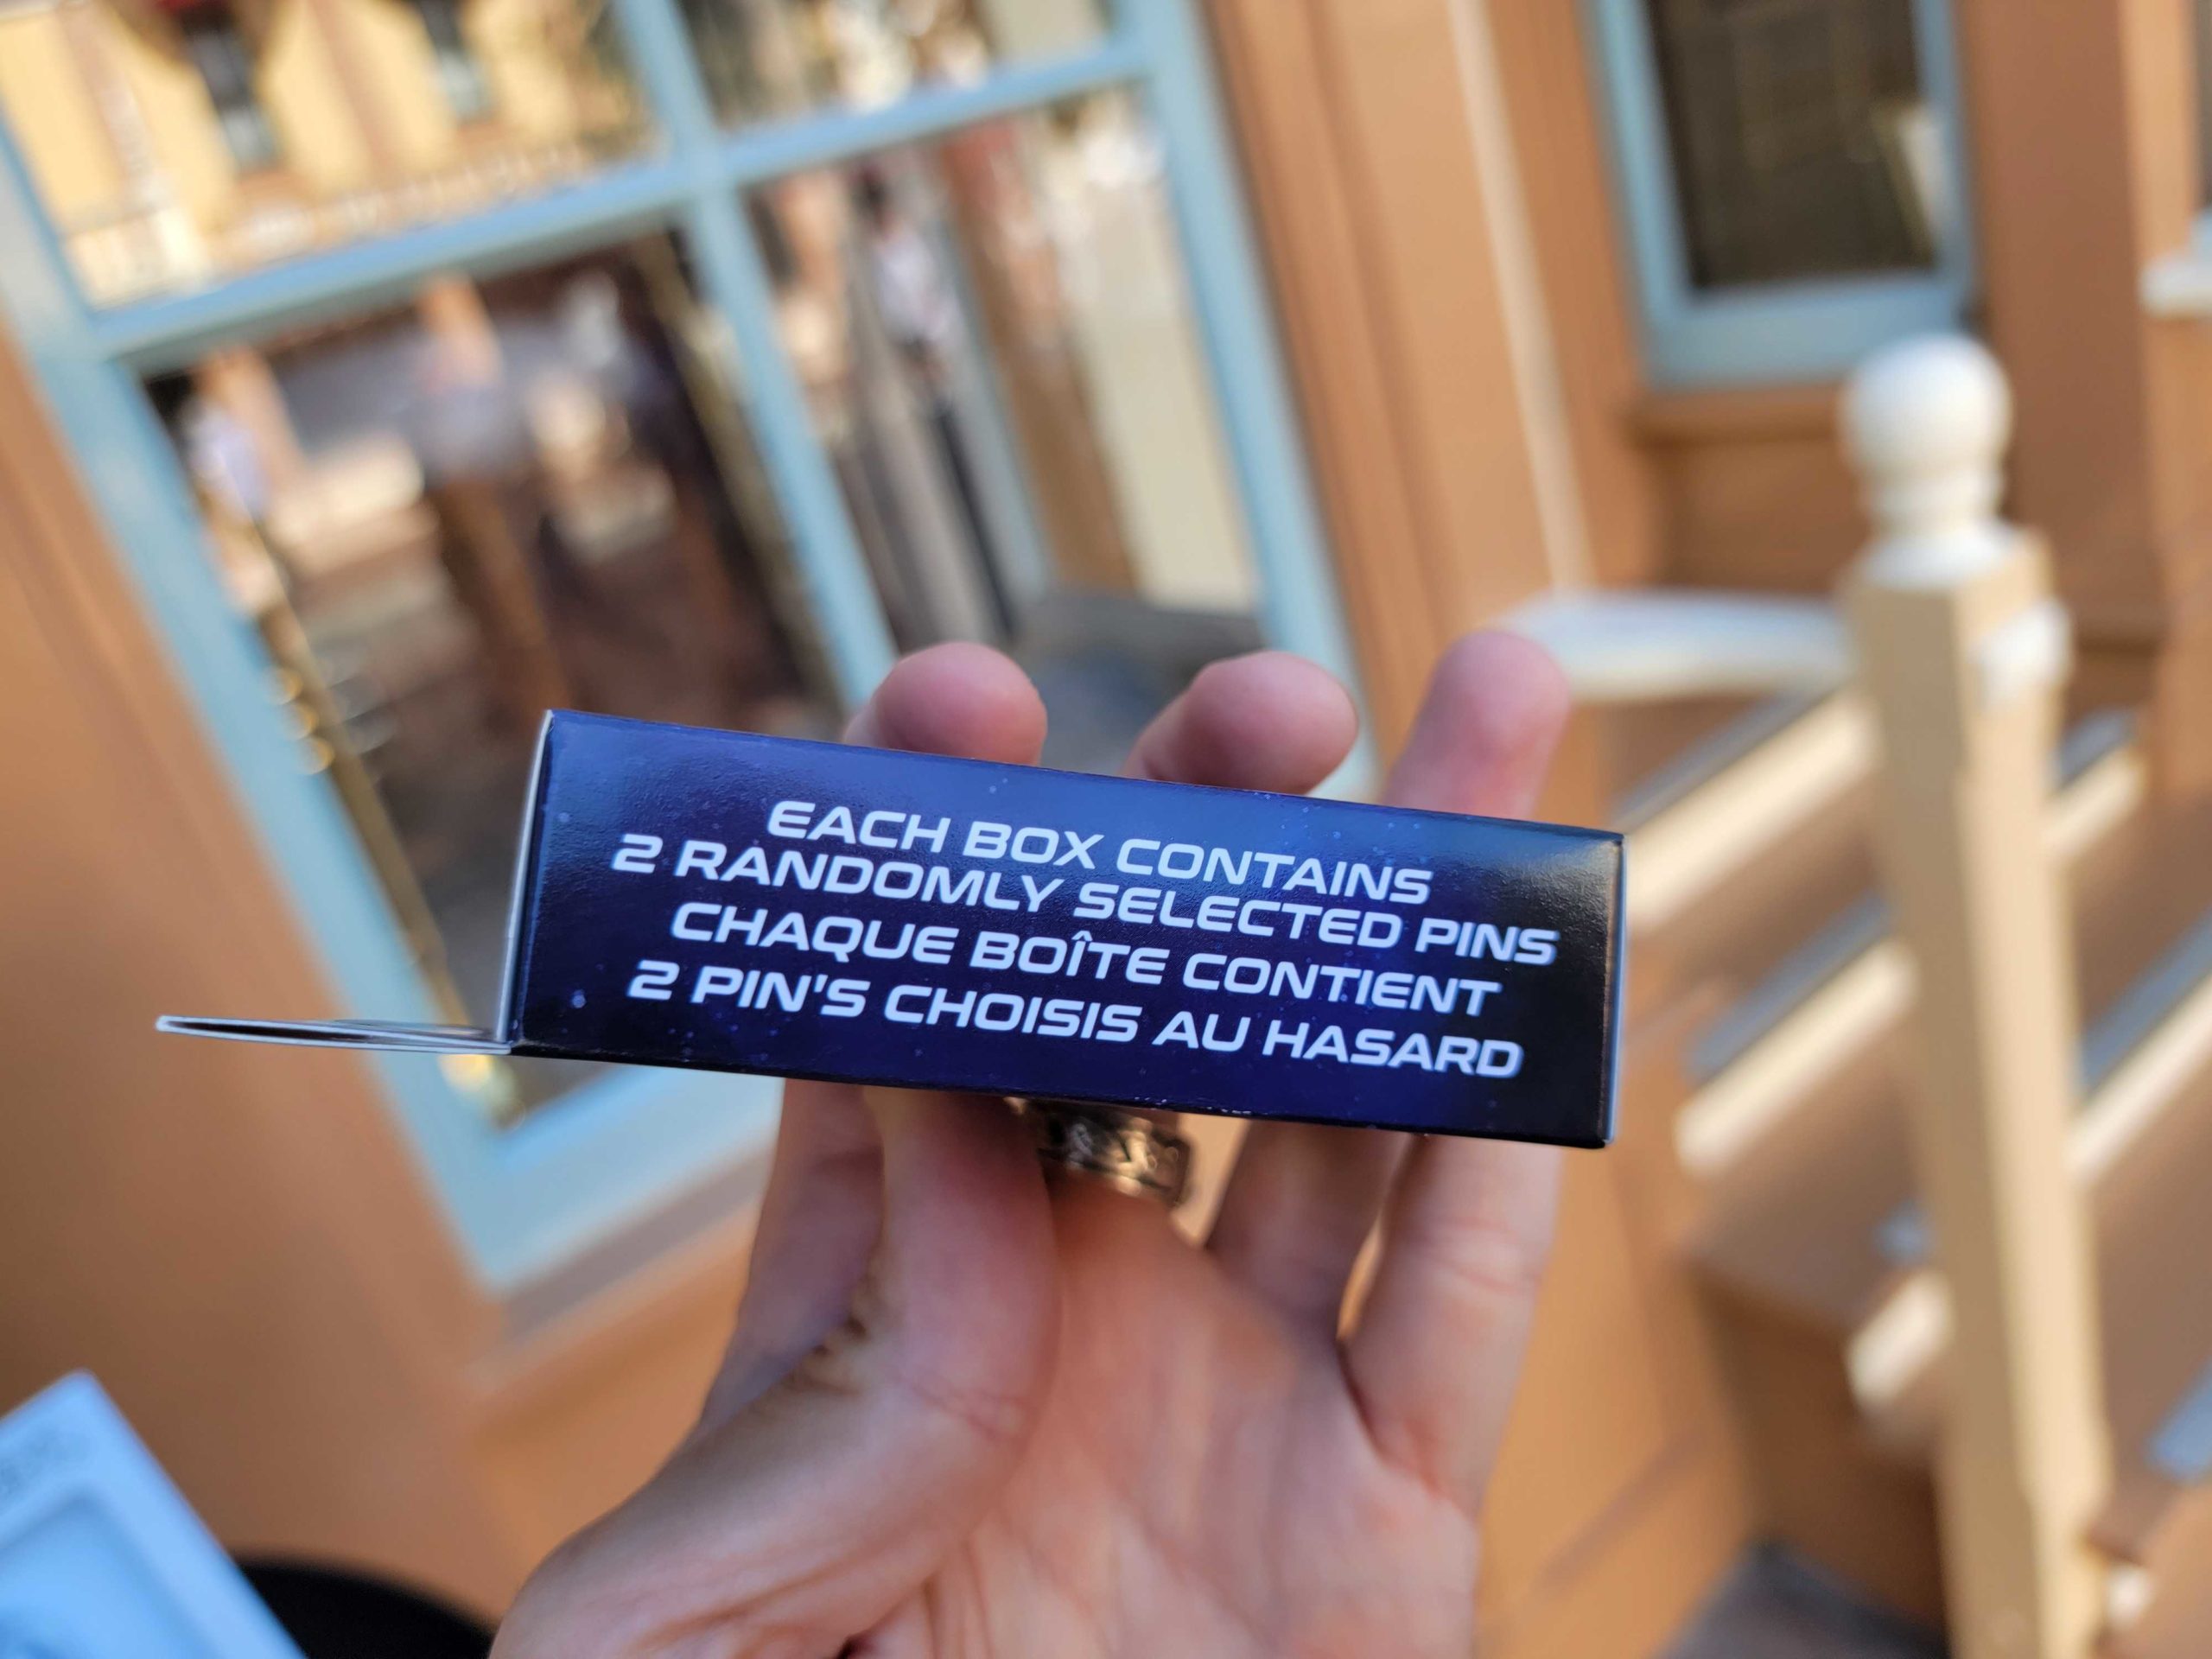 EACH BOX CONTAINS
2 RANDOMLY SELECTED PINS
CHAQUE BOÎTE CONTIENT
2 PIN'S CHOISIS AU HASARD